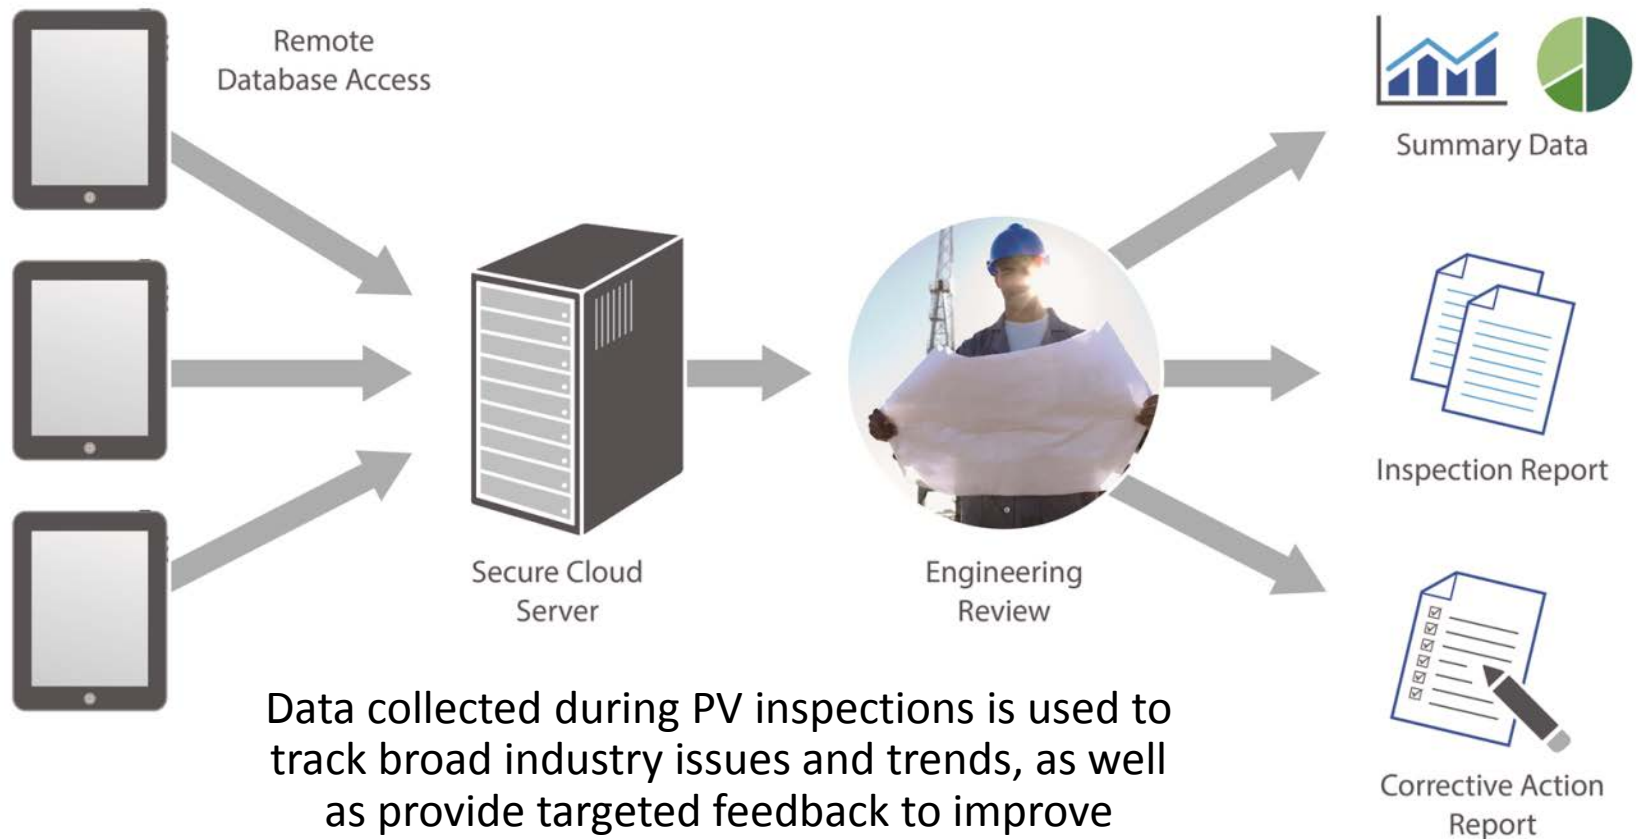 Remote
Database Access
Summary Data
Inspection Report
Secure Cloud
Server
Engineering
Review
Corrective Action
Report
Data collected during PV inspections is used to
track broad industry issues and trends, as well
as provide targeted feedback to improve